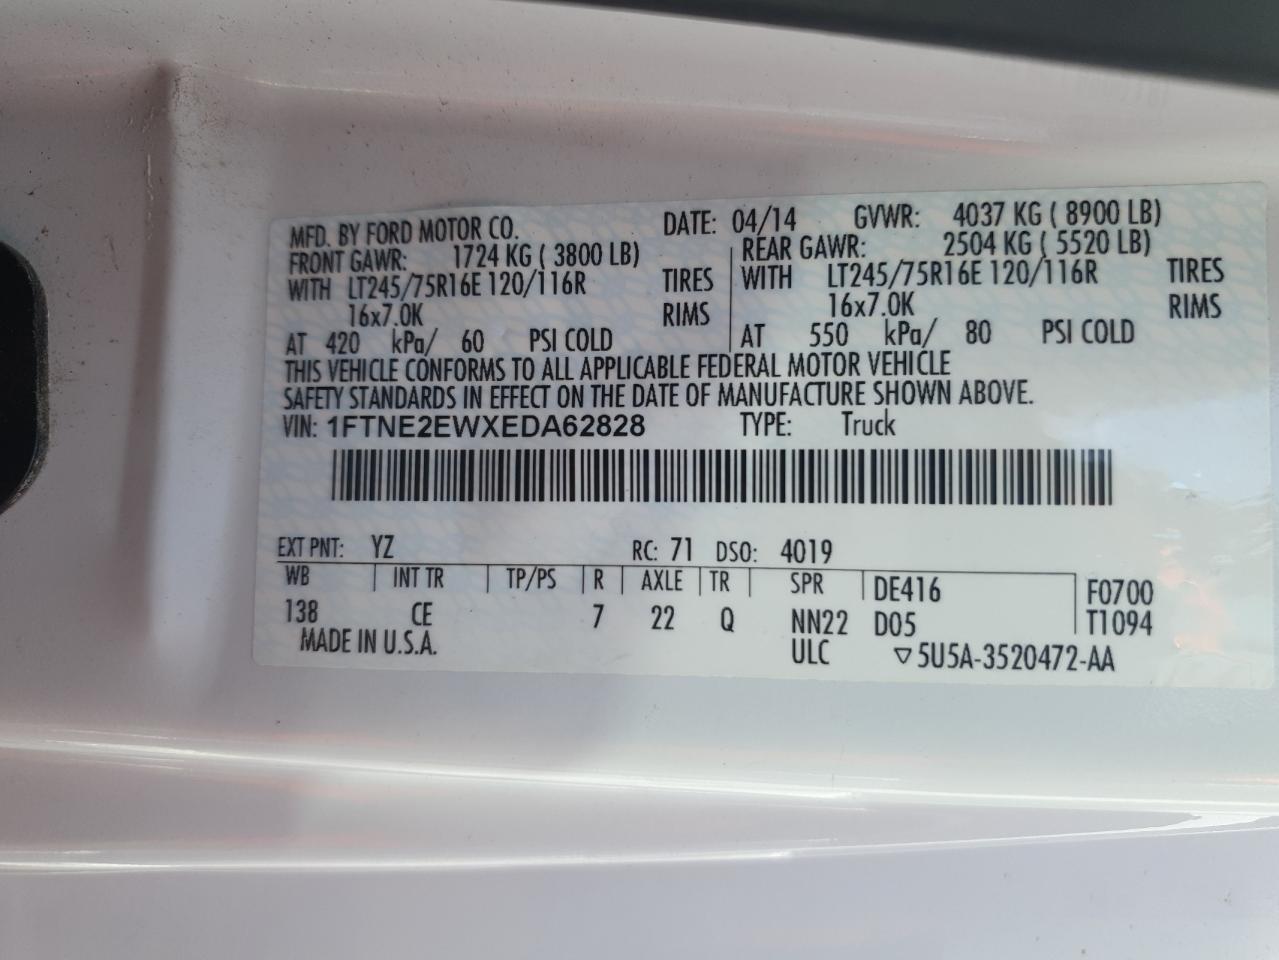 MFD. BY FORD MOTOR CO. DATE: 04/14 GVWR: 4037 KG ( 8900 LB)
FRONT GAWR: 1724 KG ( 3800 LB) REAR GAWR: 2504 KG ( 5520 LB)
WITH LT245/75R16E 120/116R TIRES WITH LT245/75R16E 120/116R TIRES
16x7.0K RIMS 16x7.0K RIMS
AT 420 kPa/ 60 PSI COLD AT 550 kPa/ 80 PSI COLD
THIS VEHICLE CONFORMS TO ALL APPLICABLE FEDERAL MOTOR VEHICLE
SAFETY STANDARDS IN EFFECT ON THE DATE OF MANUFACTURE SHOWN ABOVE.
VIN: 1FTNE2EWXEDA62828 TYPE: Truck
EXT PNT: YZ RC: 71 DSO: 4019
WB INT TR TP/PS R AXLE TR SPR DE416 F0700
138 CE 7 22 Q NN22 D05 T1094
MADE IN U.S.A. ULC ▽5U5A-3520472-AA